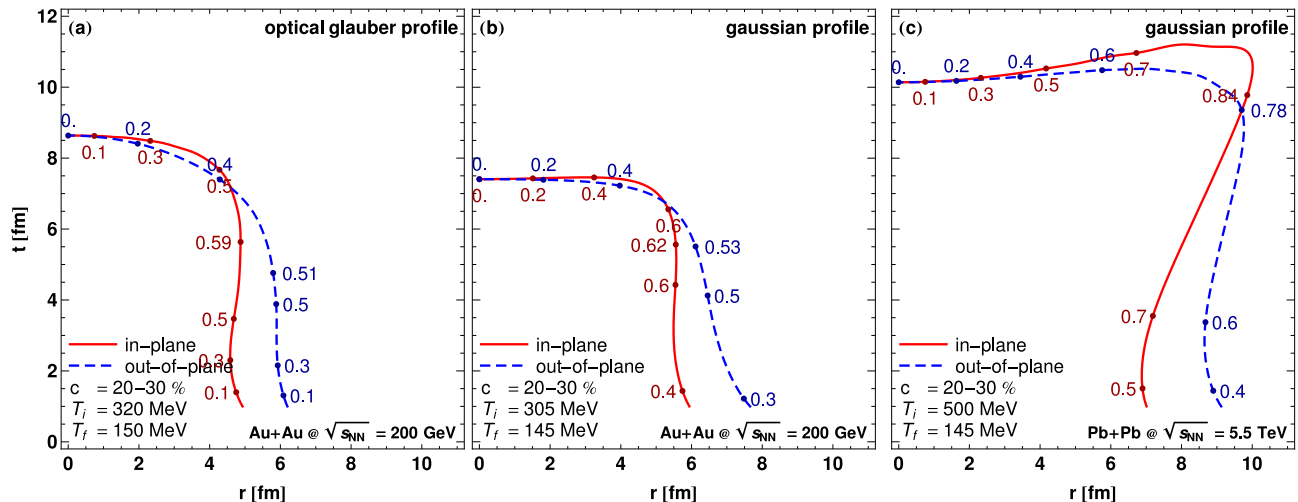 (a) optical glauber profile
12
10
8
6
4
2
0
t [fm]
0.
0.1
0.2
0.3
0.4
0.5
0.59
0.51
0.5
0.5
0.3
0.3
0.1
0.1
in-plane
out-of-plane
c = 20-30 %
T_i = 320 MeV
T_f = 150 MeV
Au+Au @ √s_NN = 200 GeV
0 2 4 6 8 10
r [fm]
(b) gaussian profile
0.
0.
0.2
0.2
0.4
0.4
0.6
0.62
0.53
0.6
0.5
0.4
0.3
in-plane
out-of-plane
c = 20-30 %
T_i = 305 MeV
T_f = 145 MeV
Au+Au @ √s_NN = 200 GeV
0 2 4 6 8 10
r [fm]
(c) gaussian profile
0.
0.1
0.2
0.3
0.4
0.5
0.6
0.7
0.84
0.78
0.7
0.6
0.5
0.4
in-plane
out-of-plane
c = 20-30 %
T_i = 500 MeV
T_f = 145 MeV
Pb+Pb @ √s_NN = 5.5 TeV
0 2 4 6 8 10
r [fm]